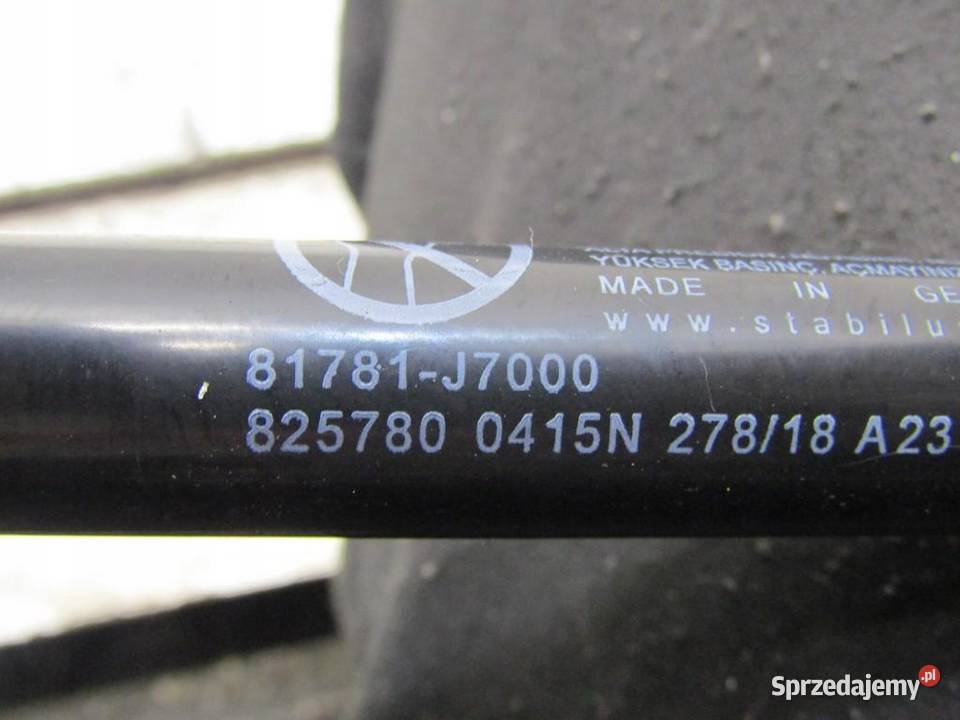 YÜKSEK BASINÇ, AÇMAYINIZ
MADE IN GE
www.stabilu
81781-J7000
825780 0415N 278/18 A23
Sprzedajemy.pl